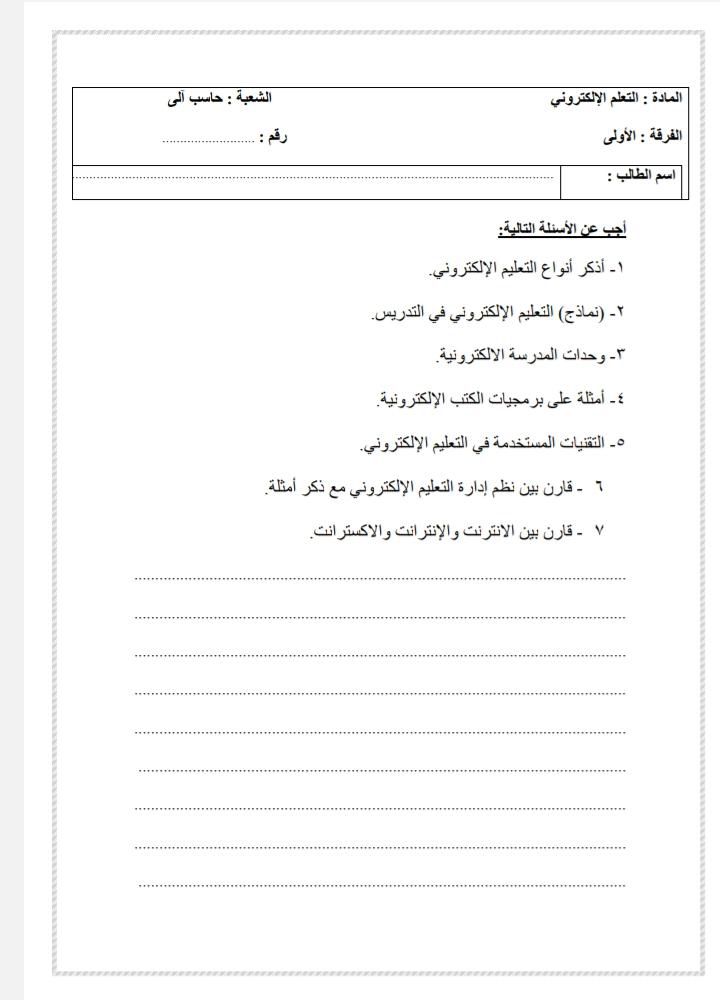 المادة : التعلم الإلكتروني الشعبة : حاسب آلى
الفرقة : الأولى رقم : ..........................
اسم الطالب : ........................................................................................................................
أجب عن الأسئلة التالية:
١- أذكر أنواع التعليم الإلكتروني.
٢- (نماذج) التعليم الإلكتروني في التدريس.
٣- وحدات المدرسة الالكترونية.
٤- أمثلة على برمجيات الكتب الإلكترونية.
٥- التقنيات المستخدمة في التعليم الإلكتروني.
٦ - قارن بين نظم إدارة التعليم الإلكتروني مع ذكر أمثلة.
٧ - قارن بين الانترنت والإنترانت والاكسترانت.